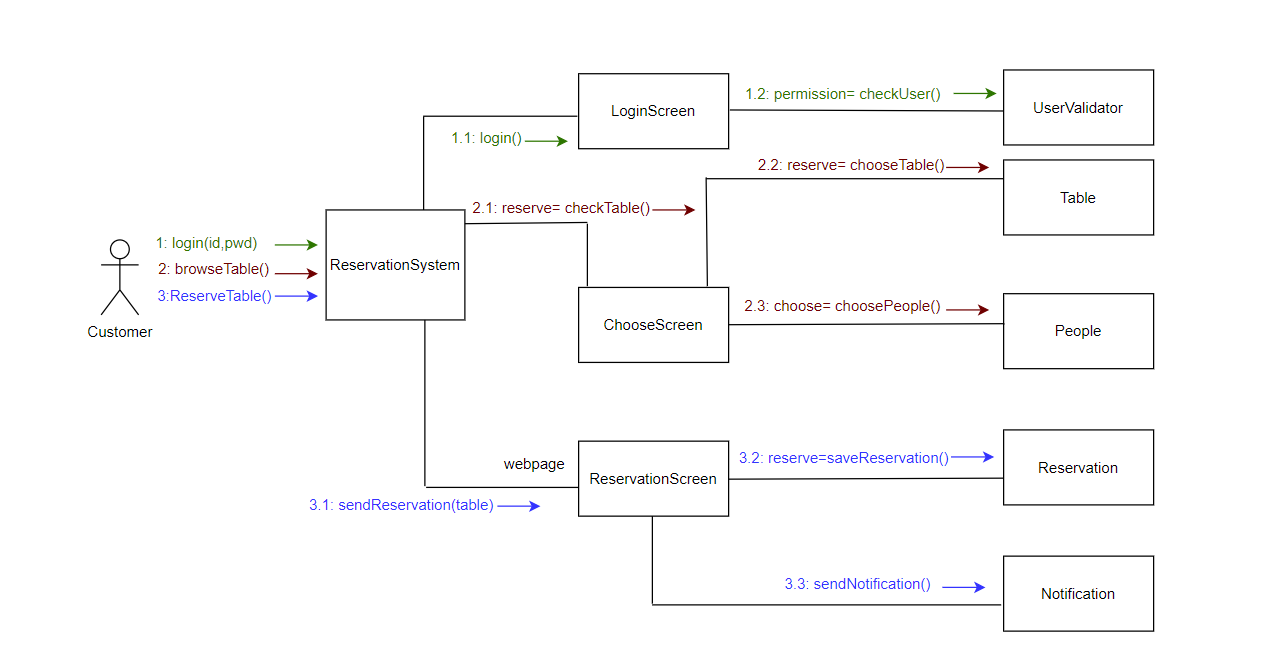 LoginScreen
1.2: permission= checkUser()
UserValidator
1.1: login()
2.2: reserve= chooseTable()
Table
2.1: reserve= checkTable()
1: login(id,pwd)
2: browseTable()
3:ReserveTable()
Customer
ReservationSystem
ChooseScreen
2.3: choose= choosePeople()
People
webpage
3.1: sendReservation(table)
ReservationScreen
3.2: reserve=saveReservation()
Reservation
3.3: sendNotification()
Notification